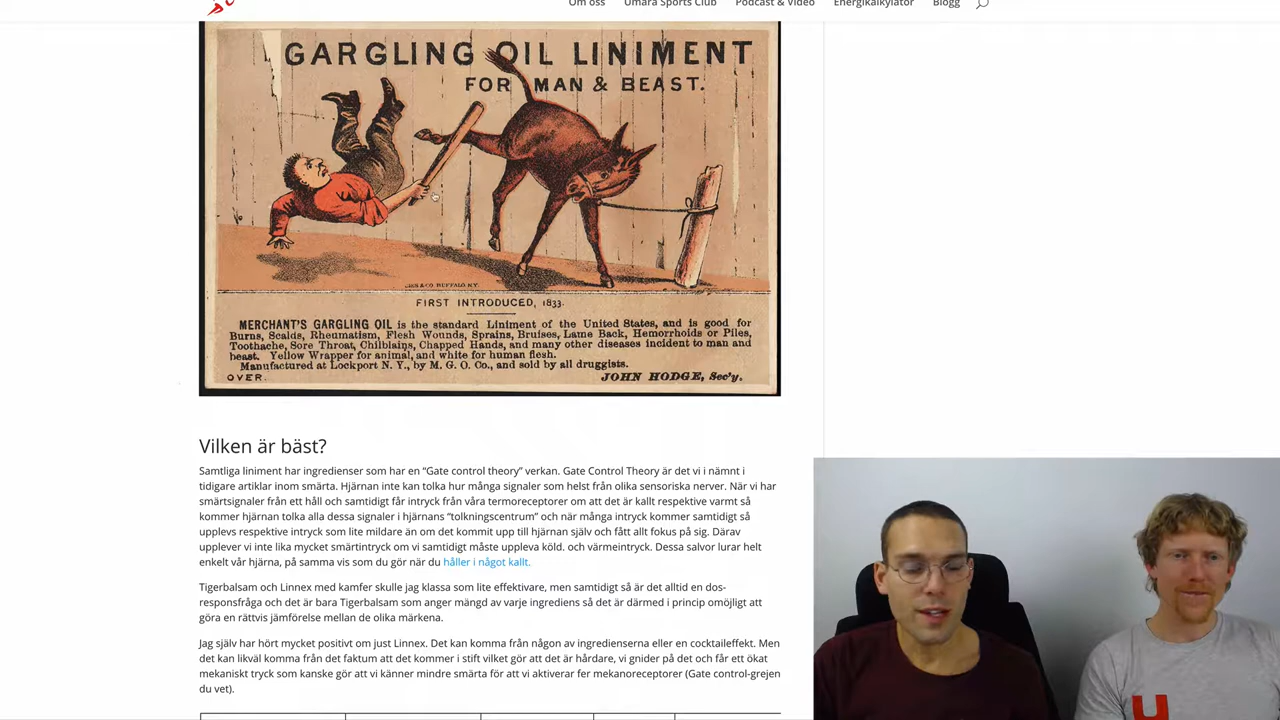 Om oss Umara Sports Club Podcast & Video Energikalkylator Blogg
GARGLING OIL LINIMENT
FOR MAN & BEAST.
FIRST INTRODUCED, 1833.
MERCHANT'S GARGLING OIL is the standard Liniment of the United States, and is good for
Burns, Scalds, Rheumatism, Flesh Wounds, Sprains, Bruises, Lame Back, Hemorrhoids or Piles,
Toothache, Sore Throat, Chilblains, Chapped Hands, and many other diseases incident to man and
beast. Yellow Wrapper for animal, and white for human flesh.
Manufactured at Lockport N. Y., by M. G. O. Co., and sold by all druggists.
OVER. JOHN HODGE, Sec'y.
Vilken är bäst?
Samtliga liniment har ingredienser som har en “Gate control theory” verkan. Gate Control Theory är det vi i nämnt i
tidigare artiklar inom smärta. Hjärnan inte kan tolka hur många signaler som helst från olika sensoriska nerver. När vi har
smärtsignaler från ett håll och samtidigt får intryck från våra termoreceptorer om att det är kallt respektive varmt så
kommer hjärnan tolka alla dessa signaler i hjärnans “tolkningscentrum” och när många intryck kommer samtidigt så
upplevs respektive intryck som lite mildare än om det kommit upp till hjärnan själv och fått allt fokus på sig. Därav
upplever vi inte lika mycket smärtintryck om vi samtidigt måste uppleva köld. och värmeintryck. Dessa salvor lurar helt
enkelt vår hjärna, på samma vis som du gör när du håller i något kallt.
Tigerbalsam och Linnex med kamfer skulle jag klassa som lite effektivare, men samtidigt så är det alltid en dos-
responsfråga och det är bara Tigerbalsam som anger mängd av varje ingrediens så det är därmed i princip omöjligt att
göra en rättvis jämförelse mellan de olika märkena.
Jag själv har hört mycket positivt om just Linnex. Det kan komma från någon av ingredienserna eller en cocktaileffekt. Men
det kan likväl komma från det faktum att det kommer i stift vilket gör att det är hårdare, vi gnider på det och får ett ökat
mekaniskt tryck som kanske gör att vi känner mindre smärta för att vi aktiverar fer mekanoreceptorer (Gate control-grejen
du vet).